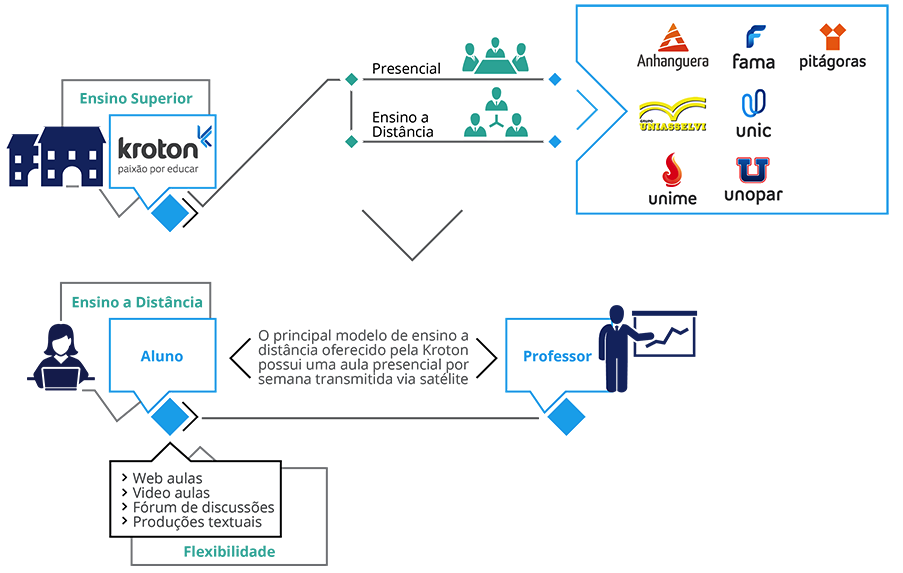 Ensino Superior
kroton
paixão por educar
Presencial
Ensino a
Distância
Anhanguera
fama
pitágoras
GRUPO
UNIASSELVI
unic
unime
unopar
Ensino a Distância
Aluno
O principal modelo de ensino a
distância oferecido pela Kroton
possui uma aula presencial por
semana transmitida via satélite
Professor
Web aulas
Video aulas
Fórum de discussões
Produções textuais
Flexibilidade